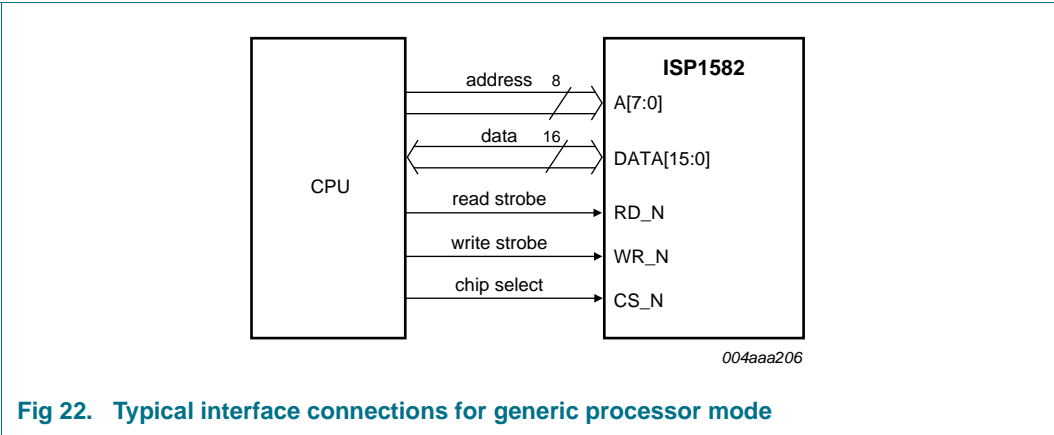 ISP1582
address 8
A[7:0]
data 16
DATA[15:0]
CPU
read strobe
RD_N
write strobe
WR_N
chip select
CS_N
004aaa206
Fig 22. Typical interface connections for generic processor mode